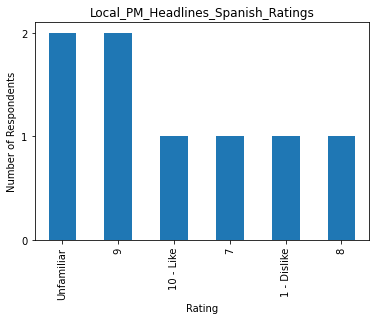 Local_PM_Headlines_Spanish_Ratings
Number of Respondents
2
1
0
Unfamiliar
9
10 - Like
7
1 - Dislike
8
Rating